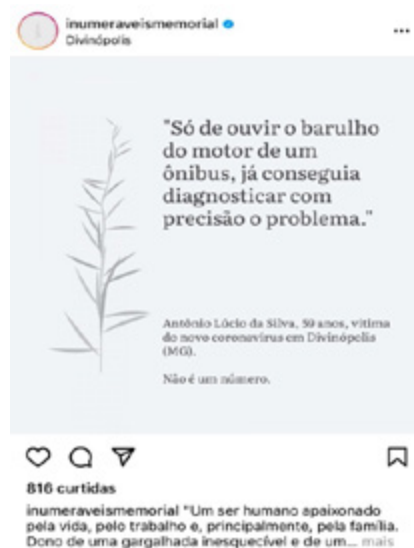 inumeraveismemorial
Divinópolis
"Só de ouvir o barulho
do motor de um
ônibus, já conseguia
diagnosticar com
precisão o problema."
Antônio Lúcio da Silva, 59 anos, vítima
do novo coronavírus em Divinópolis
(MG).
Não é um número.
816 curtidas
inumeraveismemorial "Um ser humano apaixonado
pela vida, pelo trabalho e, principalmente, pela família.
Dono de uma gargalhada inesquecível e de um... mais